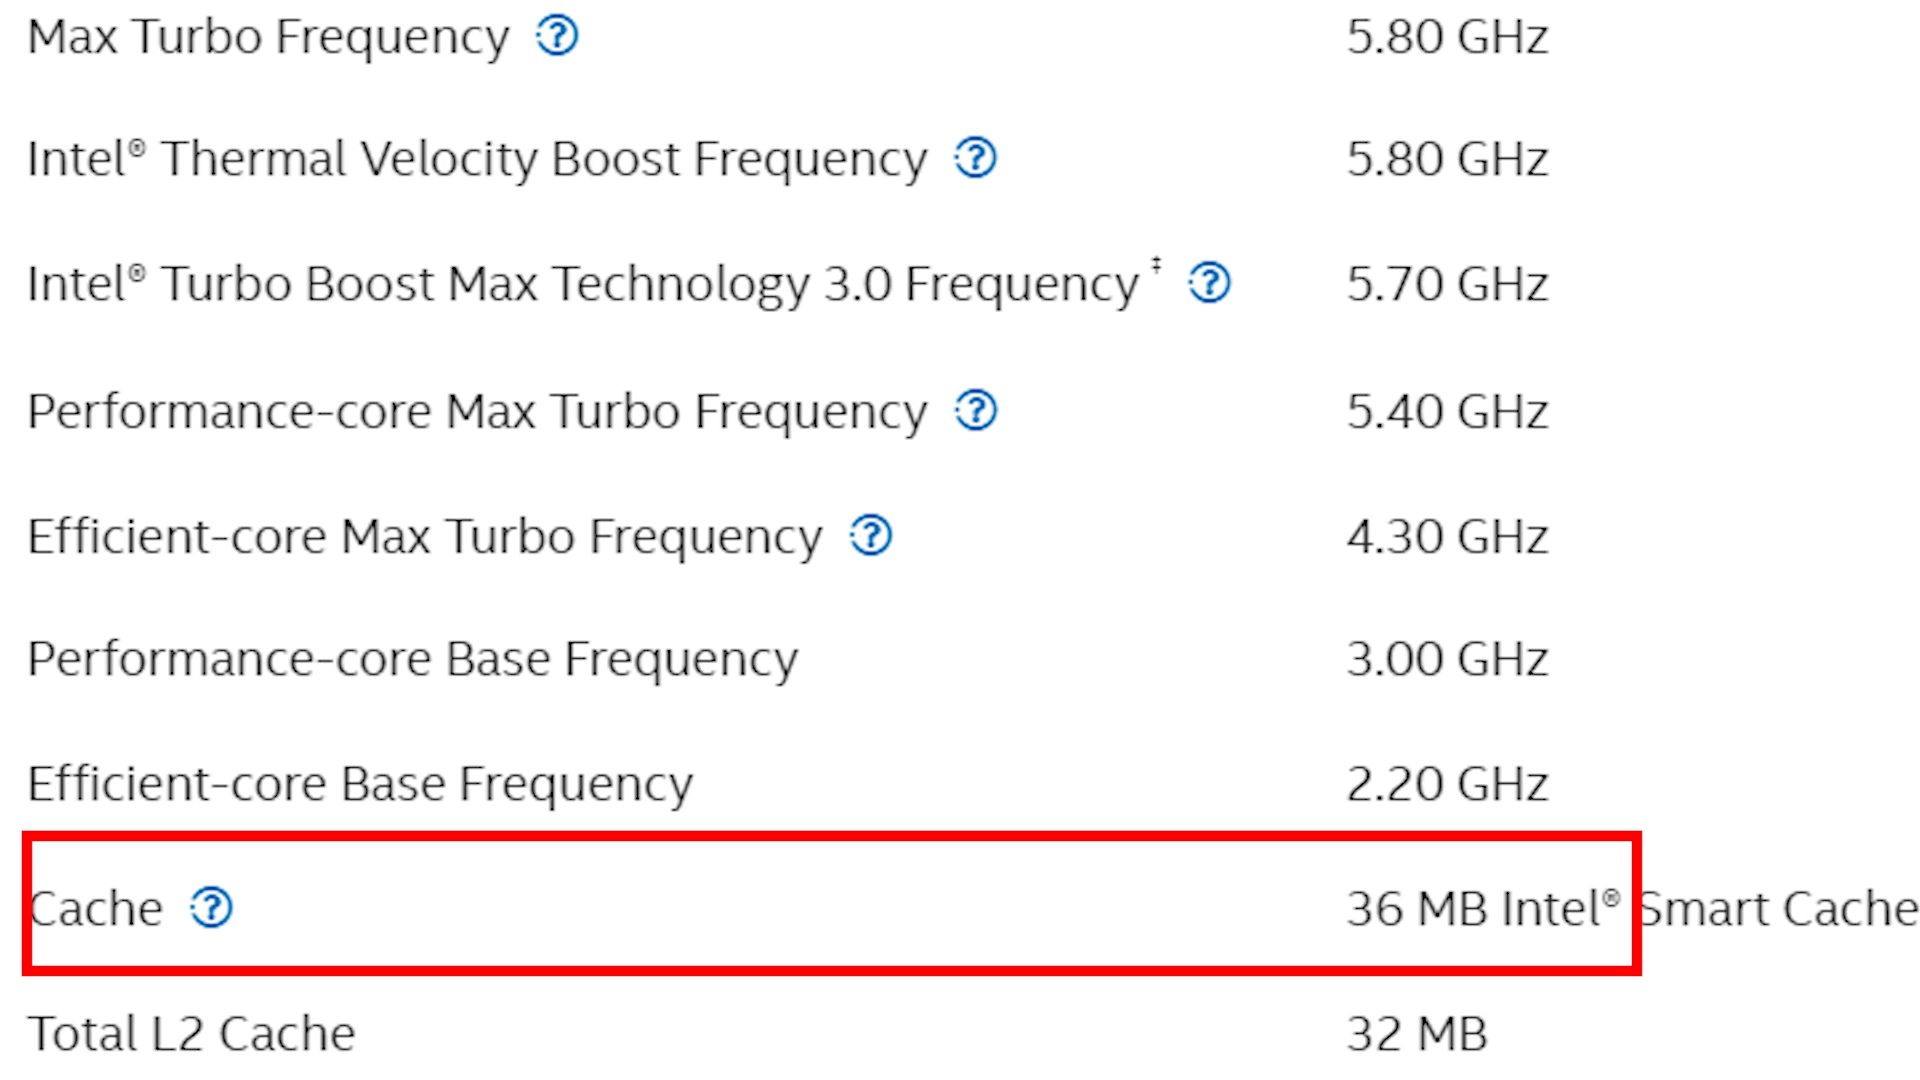 Max Turbo Frequency 5.80 GHz
Intel® Thermal Velocity Boost Frequency 5.80 GHz
Intel® Turbo Boost Max Technology 3.0 Frequency ‡ 5.70 GHz
Performance-core Max Turbo Frequency 5.40 GHz
Efficient-core Max Turbo Frequency 4.30 GHz
Performance-core Base Frequency 3.00 GHz
Efficient-core Base Frequency 2.20 GHz
Cache 36 MB Intel® Smart Cache
Total L2 Cache 32 MB